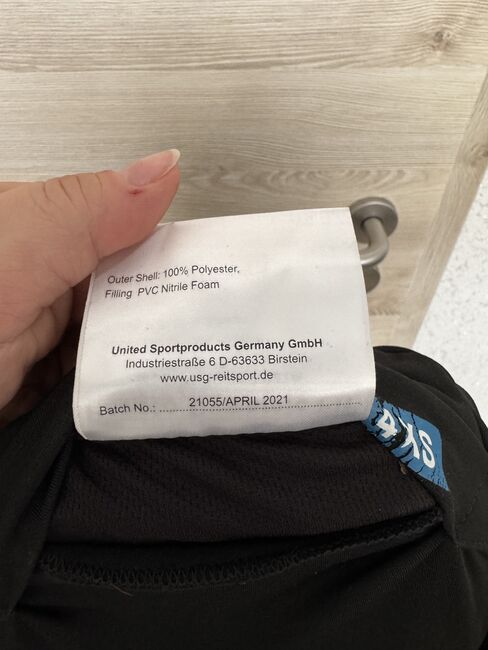 Outer Shell: 100% Polyester,
Filling PVC Nitrile Foam
United Sportproducts Germany GmbH
Industriestraße 6 D-63633 Birstein
www.usg-reitsport.de
Batch No.: 21055/APRIL 2021